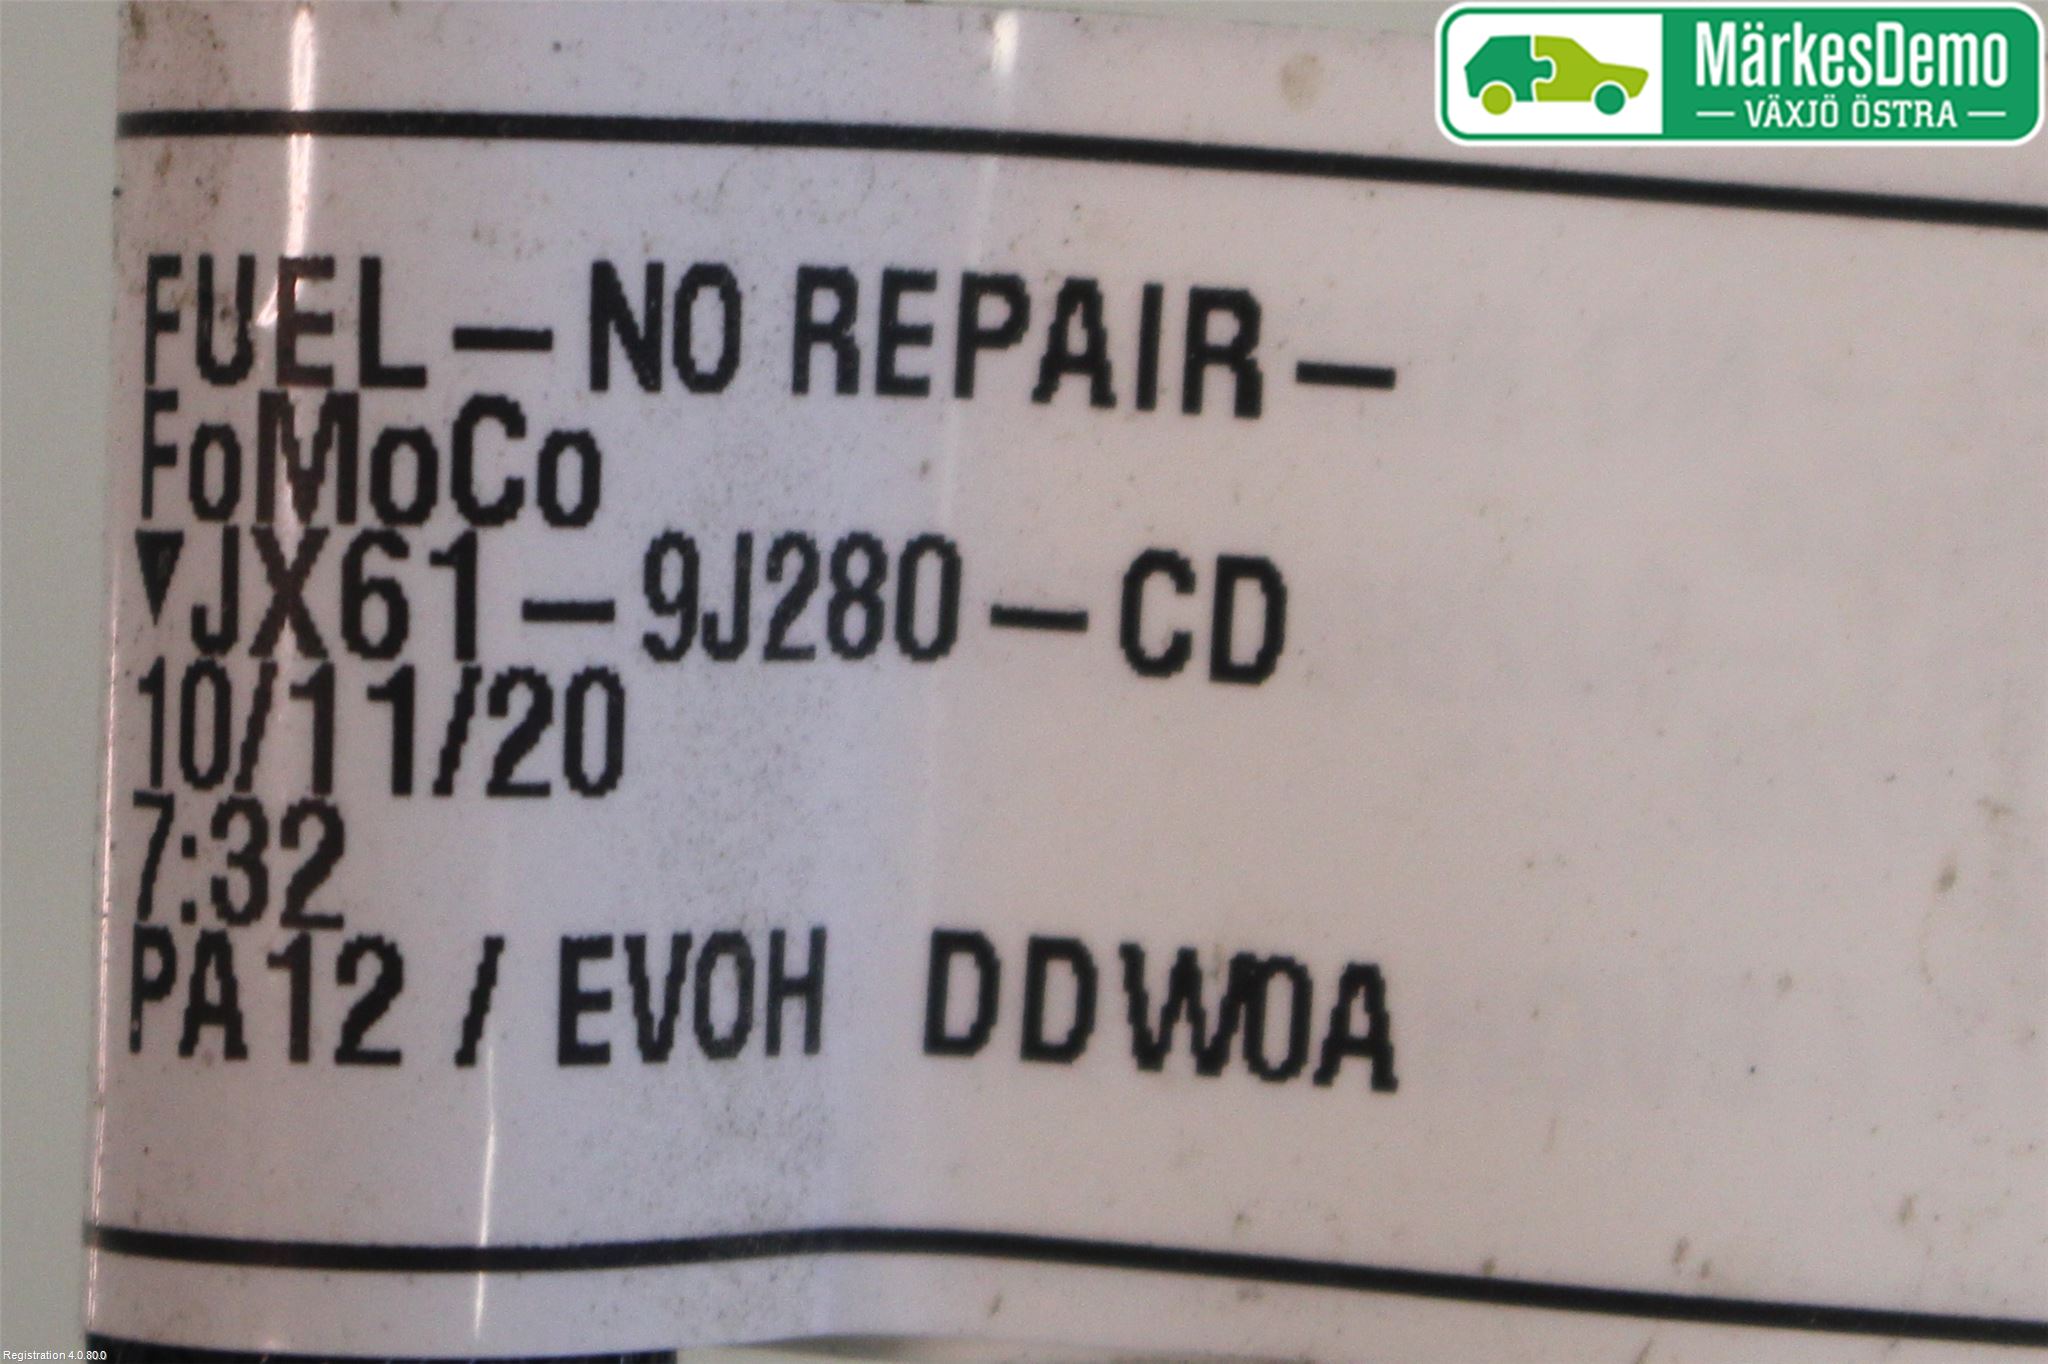 MärkesDemo
— VÄXJÖ ÖSTRA —
FUEL – NO REPAIR –
FoMoCo
▼JX61 – 9J280 – CD
10/11/20
7:32
PA12 / EVOH DDW0A
Registration 4.0.80.0